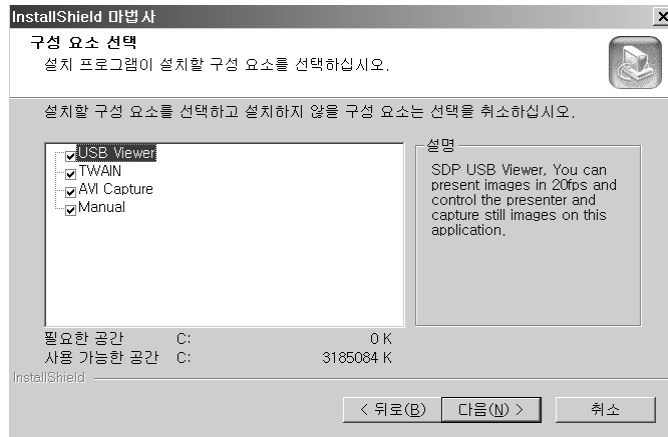 InstallShield 마법사
구성 요소 선택
설치 프로그램이 설치할 구성 요소를 선택하십시오.
설치할 구성 요소를 선택하고 설치하지 않을 구성 요소는 선택을 취소하십시오.
USB Viewer
TWAIN
AVI Capture
Manual
설명
SDP USB Viewer, You can
present images in 20fps and
control the presenter and
capture still images on this
application.
필요한 공간 C: 0 K
사용 가능한 공간 C: 3185084 K
InstallShield
< 뒤로(B) 다음(N) > 취소